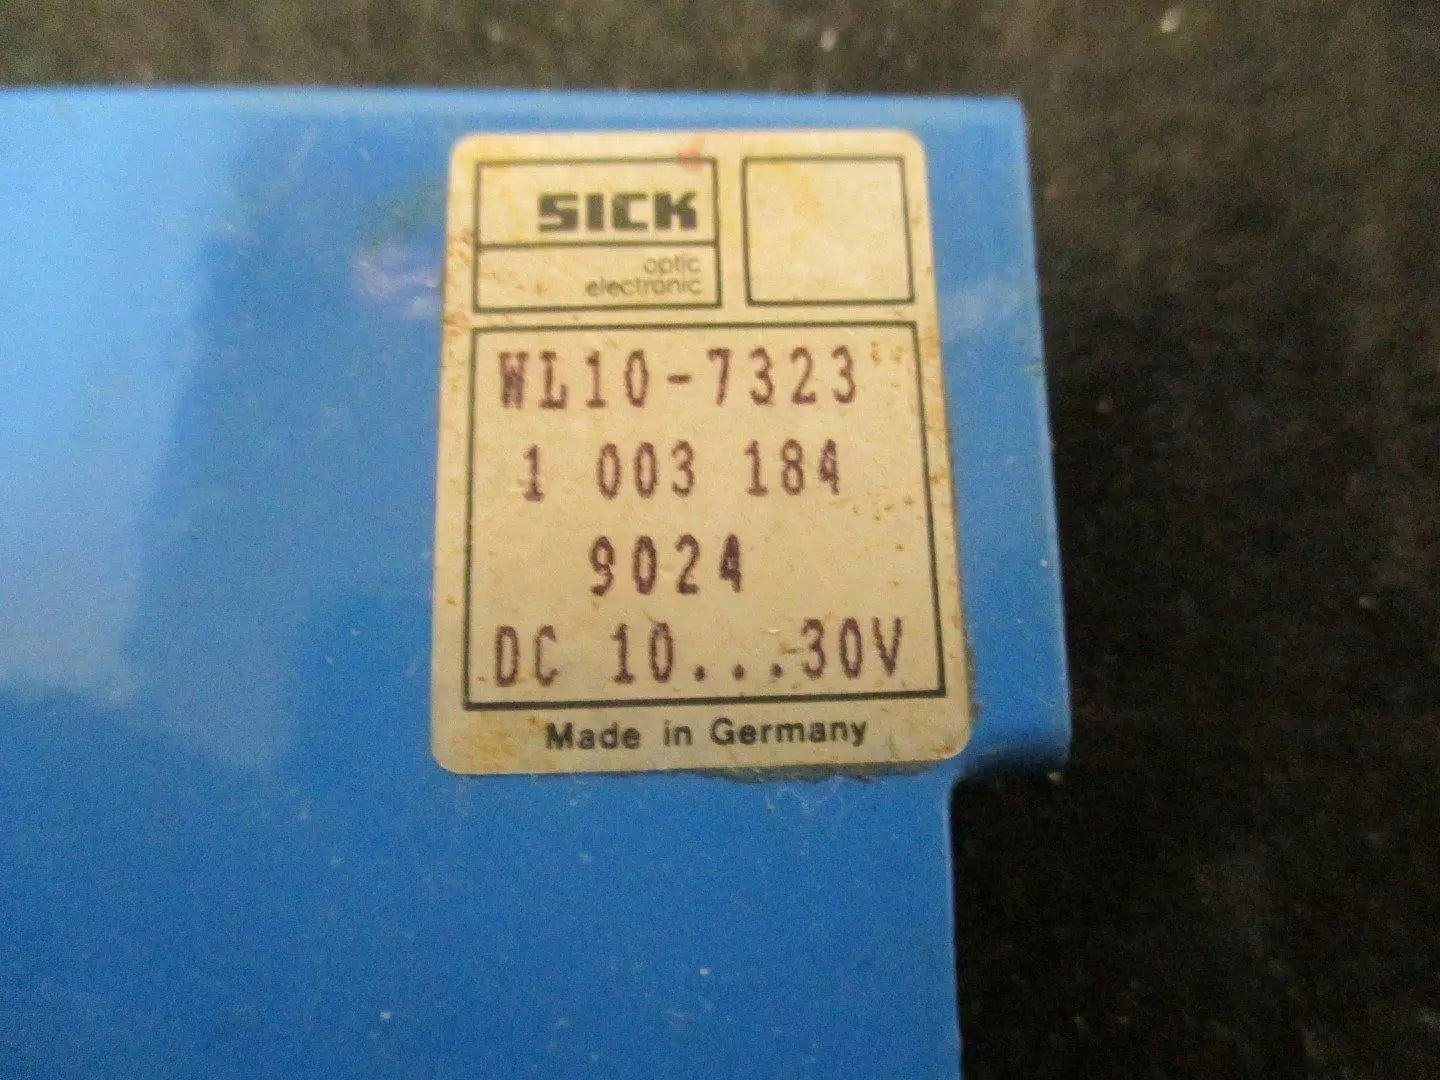 SICK
optic
electronic
WL10-7323
1 003 184
9024
DC 10...30V
Made in Germany